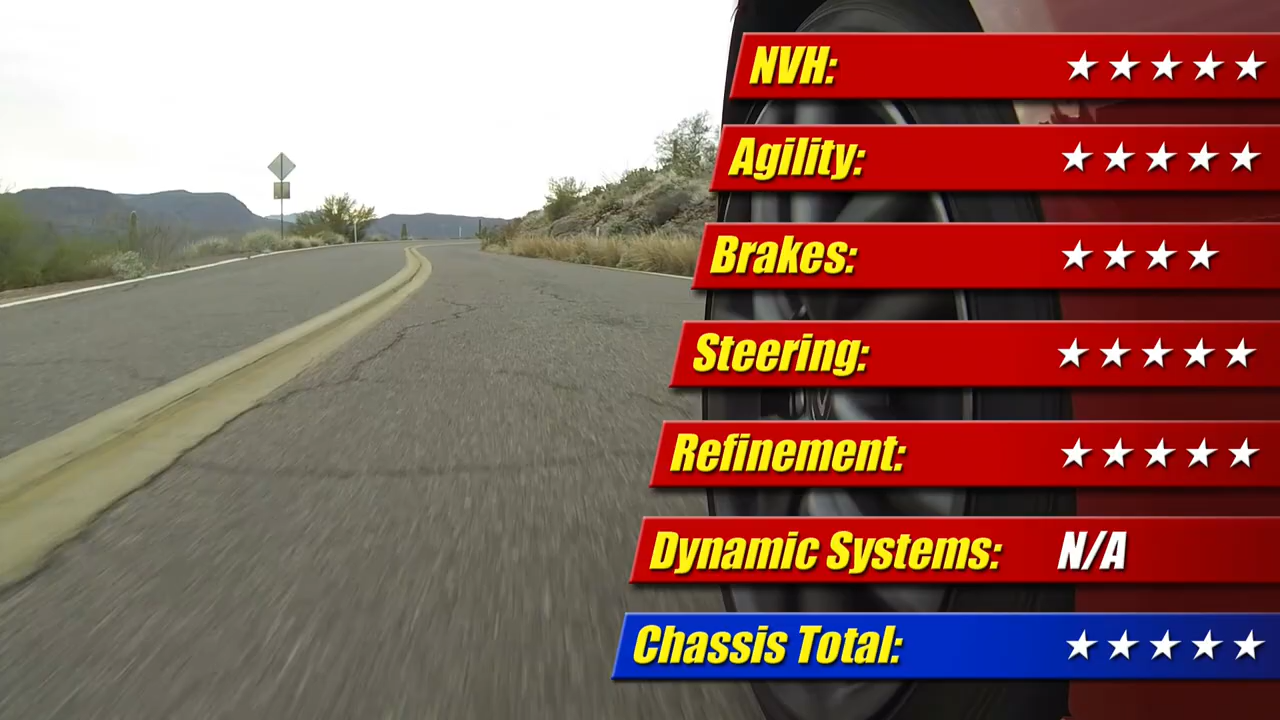 NVH: ★★★★★
Agility: ★★★★★
Brakes: ★★★★
Steering: ★★★★★
Refinement: ★★★★★
Dynamic Systems: N/A
Chassis Total: ★★★★★